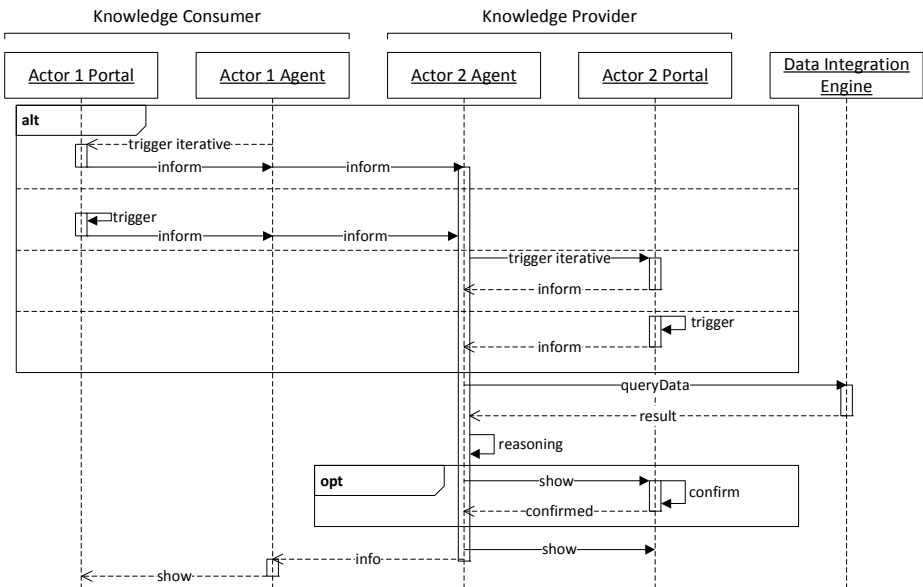 Knowledge Consumer
Knowledge Provider
Actor 1 Portal
Actor 1 Agent
Actor 2 Agent
Actor 2 Portal
Data Integration
Engine
alt
trigger iterative
inform
inform
trigger
inform
inform
trigger iterative
inform
trigger
inform
queryData
result
reasoning
opt
show
confirm
confirmed
show
info
show